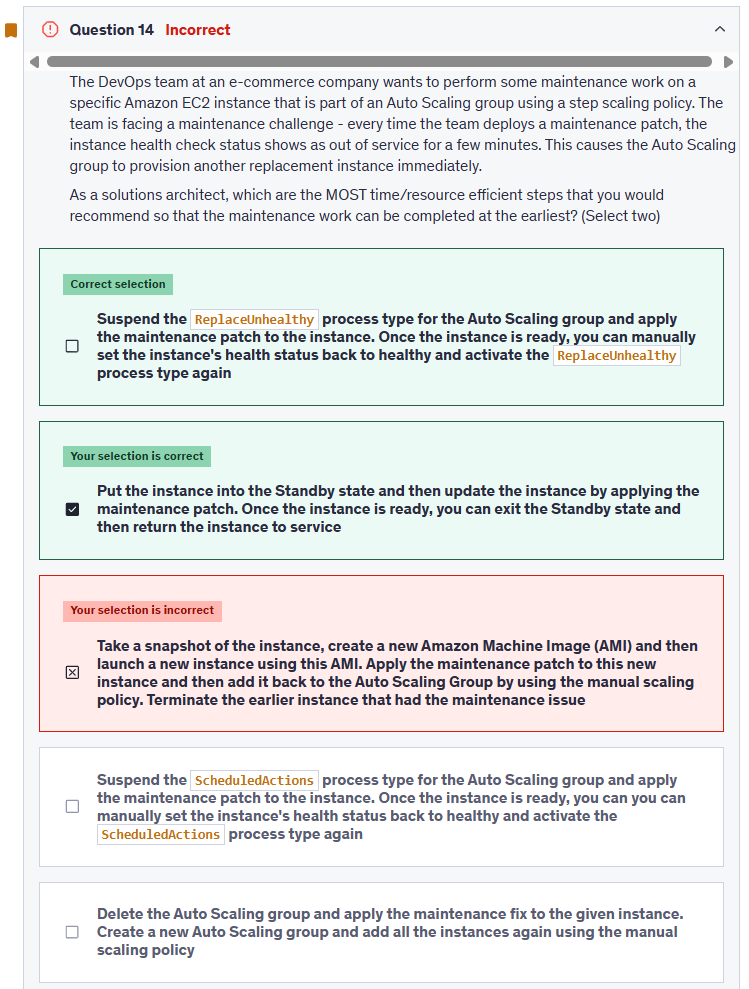 Question 14 Incorrect
The DevOps team at an e-commerce company wants to perform some maintenance work on a
specific Amazon EC2 instance that is part of an Auto Scaling group using a step scaling policy. The
team is facing a maintenance challenge - every time the team deploys a maintenance patch, the
instance health check status shows as out of service for a few minutes. This causes the Auto Scaling
group to provision another replacement instance immediately.
As a solutions architect, which are the MOST time/resource efficient steps that you would
recommend so that the maintenance work can be completed at the earliest? (Select two)
Correct selection
Suspend the ReplaceUnhealthy process type for the Auto Scaling group and apply
the maintenance patch to the instance. Once the instance is ready, you can manually
set the instance's health status back to healthy and activate the ReplaceUnhealthy
process type again
Your selection is correct
Put the instance into the Standby state and then update the instance by applying the
maintenance patch. Once the instance is ready, you can exit the Standby state and
then return the instance to service
Your selection is incorrect
Take a snapshot of the instance, create a new Amazon Machine Image (AMI) and then
launch a new instance using this AMI. Apply the maintenance patch to this new
instance and then add it back to the Auto Scaling Group by using the manual scaling
policy. Terminate the earlier instance that had the maintenance issue
Suspend the ScheduledActions process type for the Auto Scaling group and apply
the maintenance patch to the instance. Once the instance is ready, you can you can
manually set the instance's health status back to healthy and activate the
ScheduledActions process type again
Delete the Auto Scaling group and apply the maintenance fix to the given instance.
Create a new Auto Scaling group and add all the instances again using the manual
scaling policy